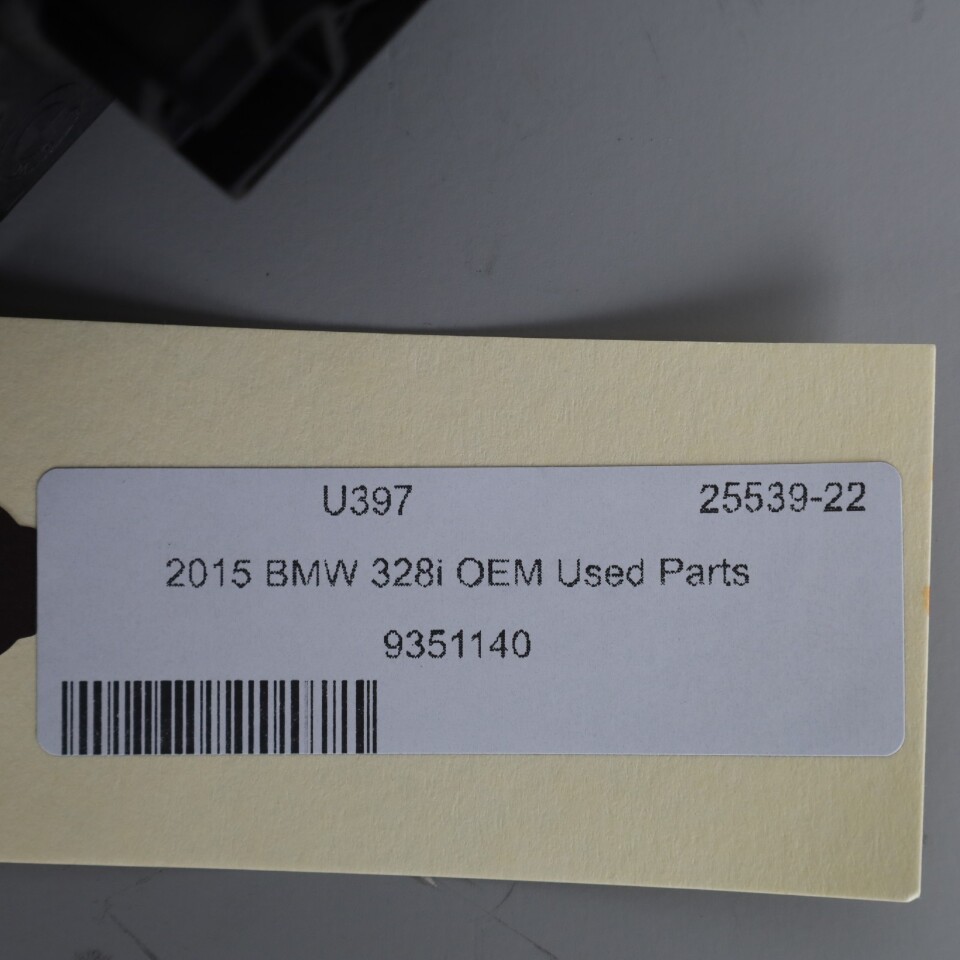 U397 25539-22
2015 BMW 328i OEM Used Parts
9351140